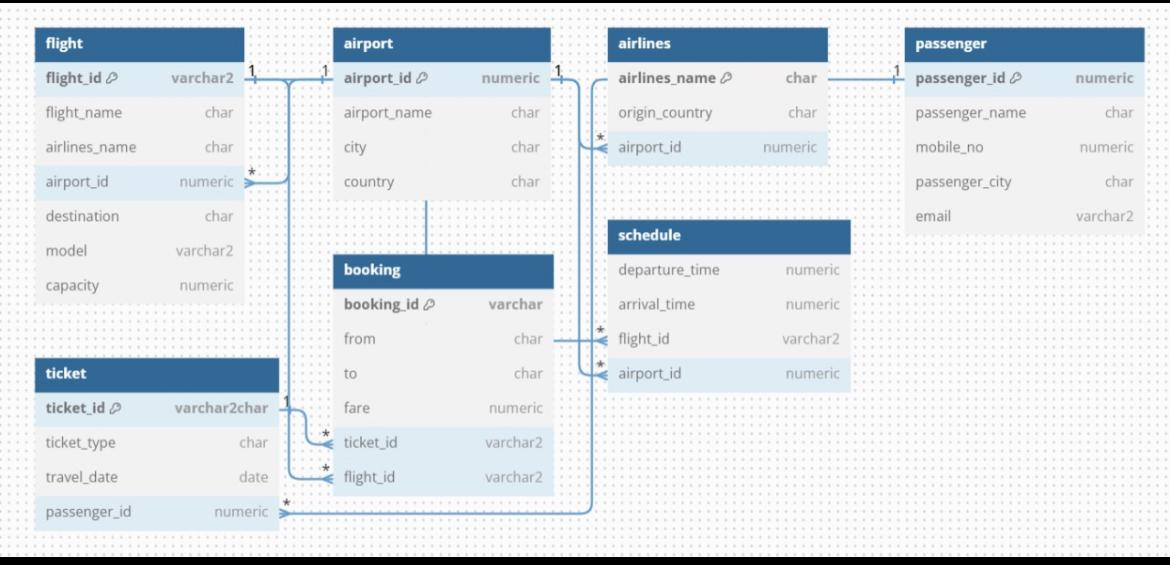 flight
flight_id varchar2
flight_name char
airlines_name char
airport_id numeric
destination char
model varchar2
capacity numeric
1
*
airport
1 airport_id numeric 1
airport_name char
city char
country char
airlines
airlines_name char
origin_country char
* airport_id numeric
passenger
1 passenger_id numeric
passenger_name char
mobile_no numeric
passenger_city char
email varchar2
schedule
departure_time numeric
arrival_time numeric
* flight_id varchar2
* airport_id numeric
booking
booking_id varchar
from char
to char
fare numeric
* ticket_id varchar2
* flight_id varchar2
ticket
ticket_id varchar2char 1
ticket_type char
travel_date date
passenger_id numeric *